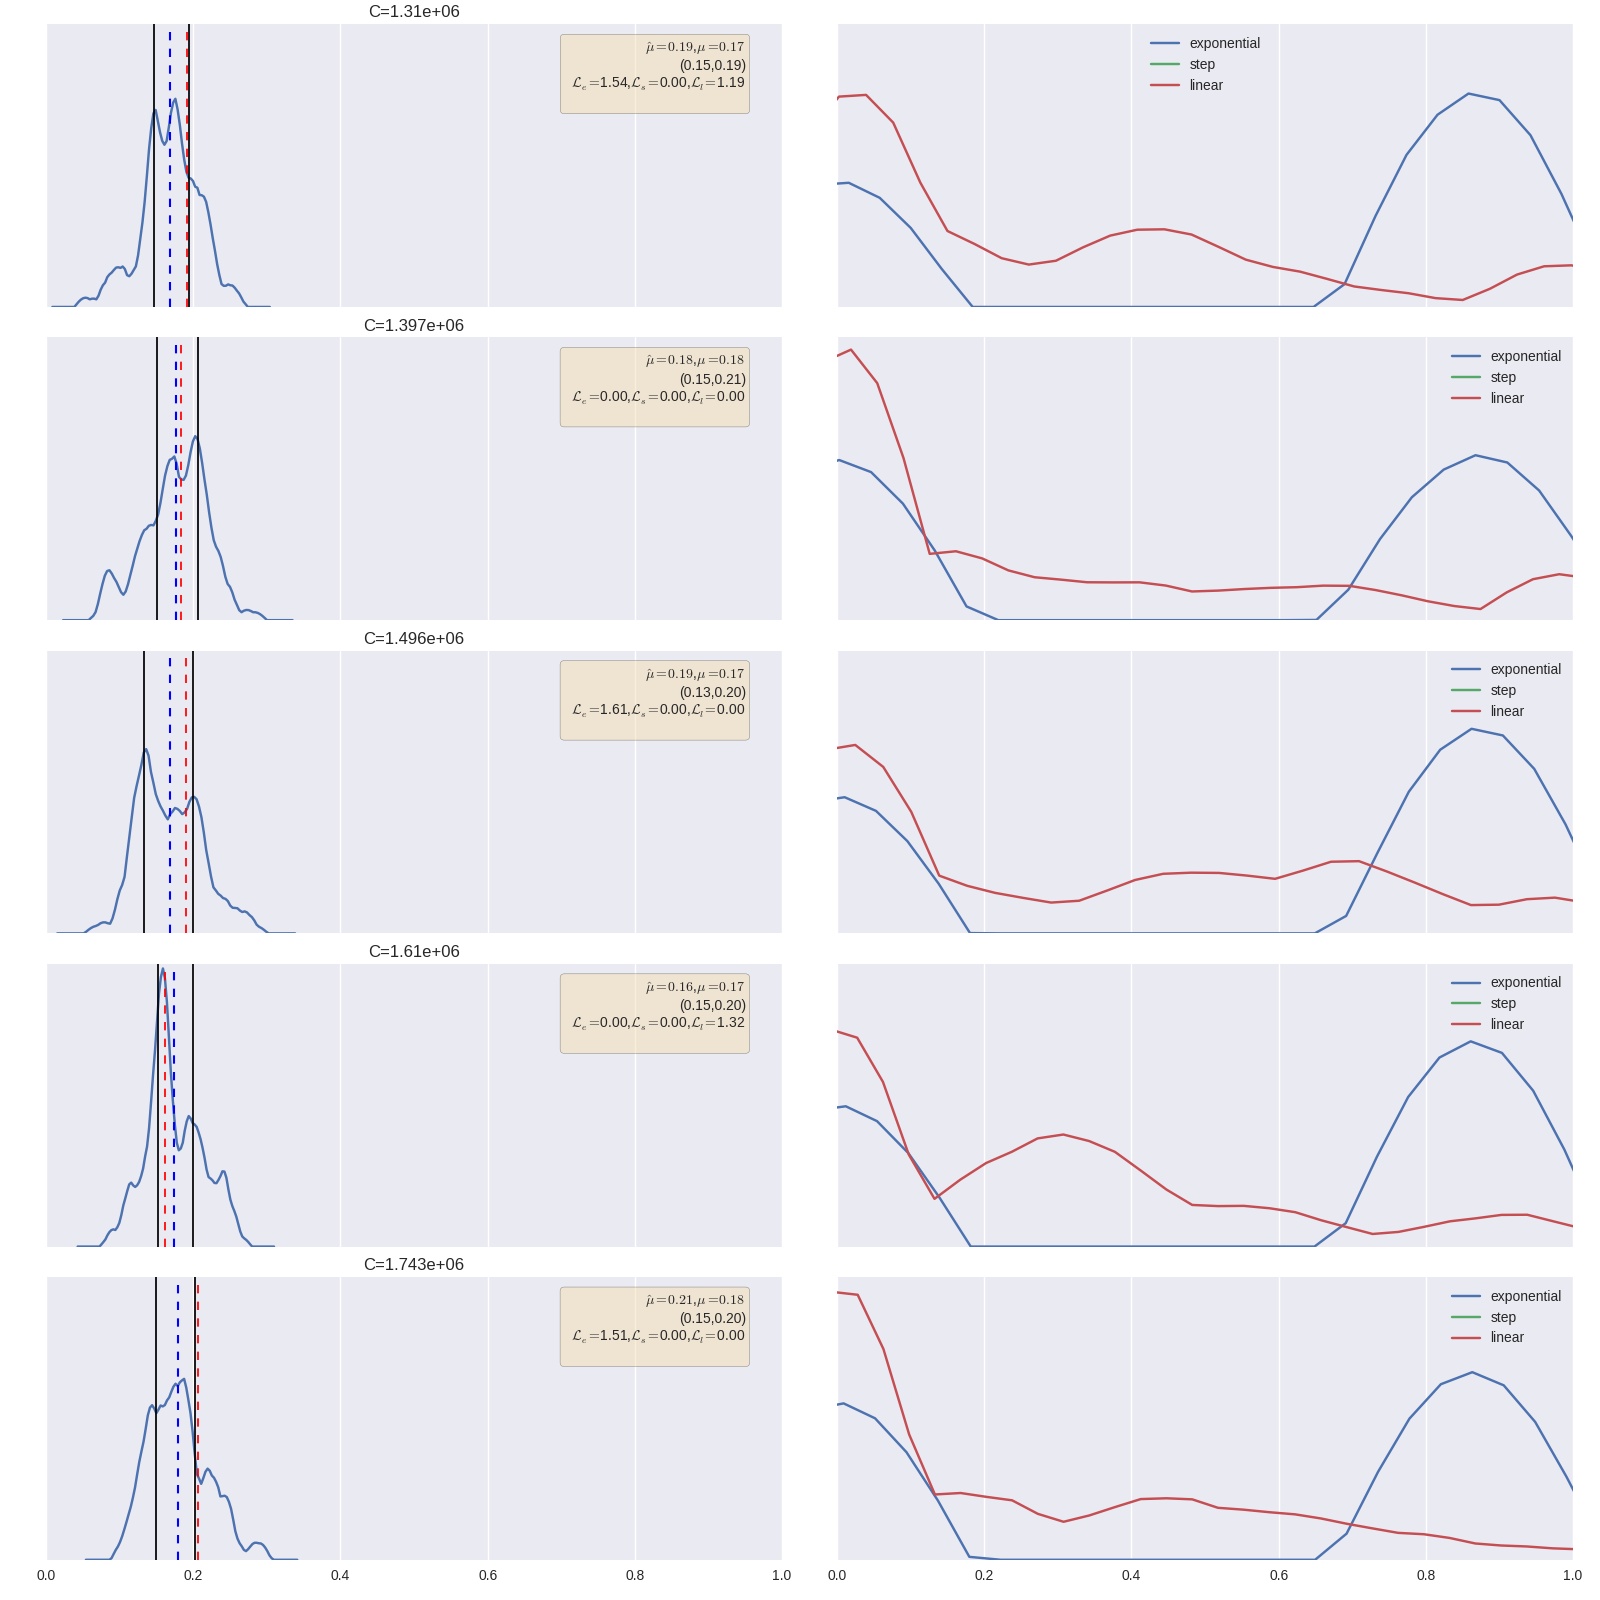 C=1.31e+06
μ̂=0.19,μ=0.17
(0.15,0.19)
ℒₑ=1.54,ℒₛ=0.00,ℒₗ=1.19
exponential
step
linear
C=1.397e+06
μ̂=0.18,μ=0.18
(0.15,0.21)
ℒₑ=0.00,ℒₛ=0.00,ℒₗ=0.00
exponential
step
linear
C=1.496e+06
μ̂=0.19,μ=0.17
(0.13,0.20)
ℒₑ=1.61,ℒₛ=0.00,ℒₗ=0.00
exponential
step
linear
C=1.61e+06
μ̂=0.16,μ=0.17
(0.15,0.20)
ℒₑ=0.00,ℒₛ=0.00,ℒₗ=1.32
exponential
step
linear
C=1.743e+06
μ̂=0.21,μ=0.18
(0.15,0.20)
ℒₑ=1.51,ℒₛ=0.00,ℒₗ=0.00
exponential
step
linear
0.0 0.2 0.4 0.6 0.8 1.0
0.0 0.2 0.4 0.6 0.8 1.0